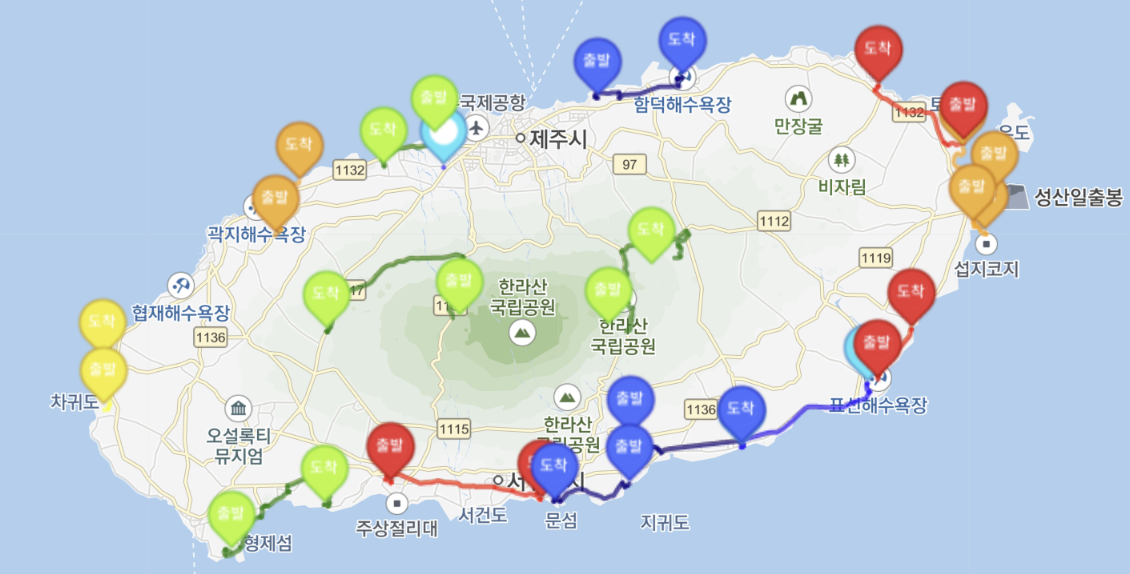 도착
출발
도착
출발
국제공항
함덕해수욕장
만장굴
1132
출발
도착
제주시
우도
도착
1132
97
비자림
출발
출발
출발
성산일출봉
곽지해수욕장
도착
1112
1119
섭지코지
도착
17
출발
한라산
국립공원
출발
한라산
국립공원
도착
협재해수욕장
1136
도착
출발
출발
차귀도
표선해수욕장
오설록티
뮤지엄
1115
한라산
국립공원
출발
1136
도착
출발
출발
도착
도착
출발
주상절리대
서건도
문섬
지귀도
형제섬